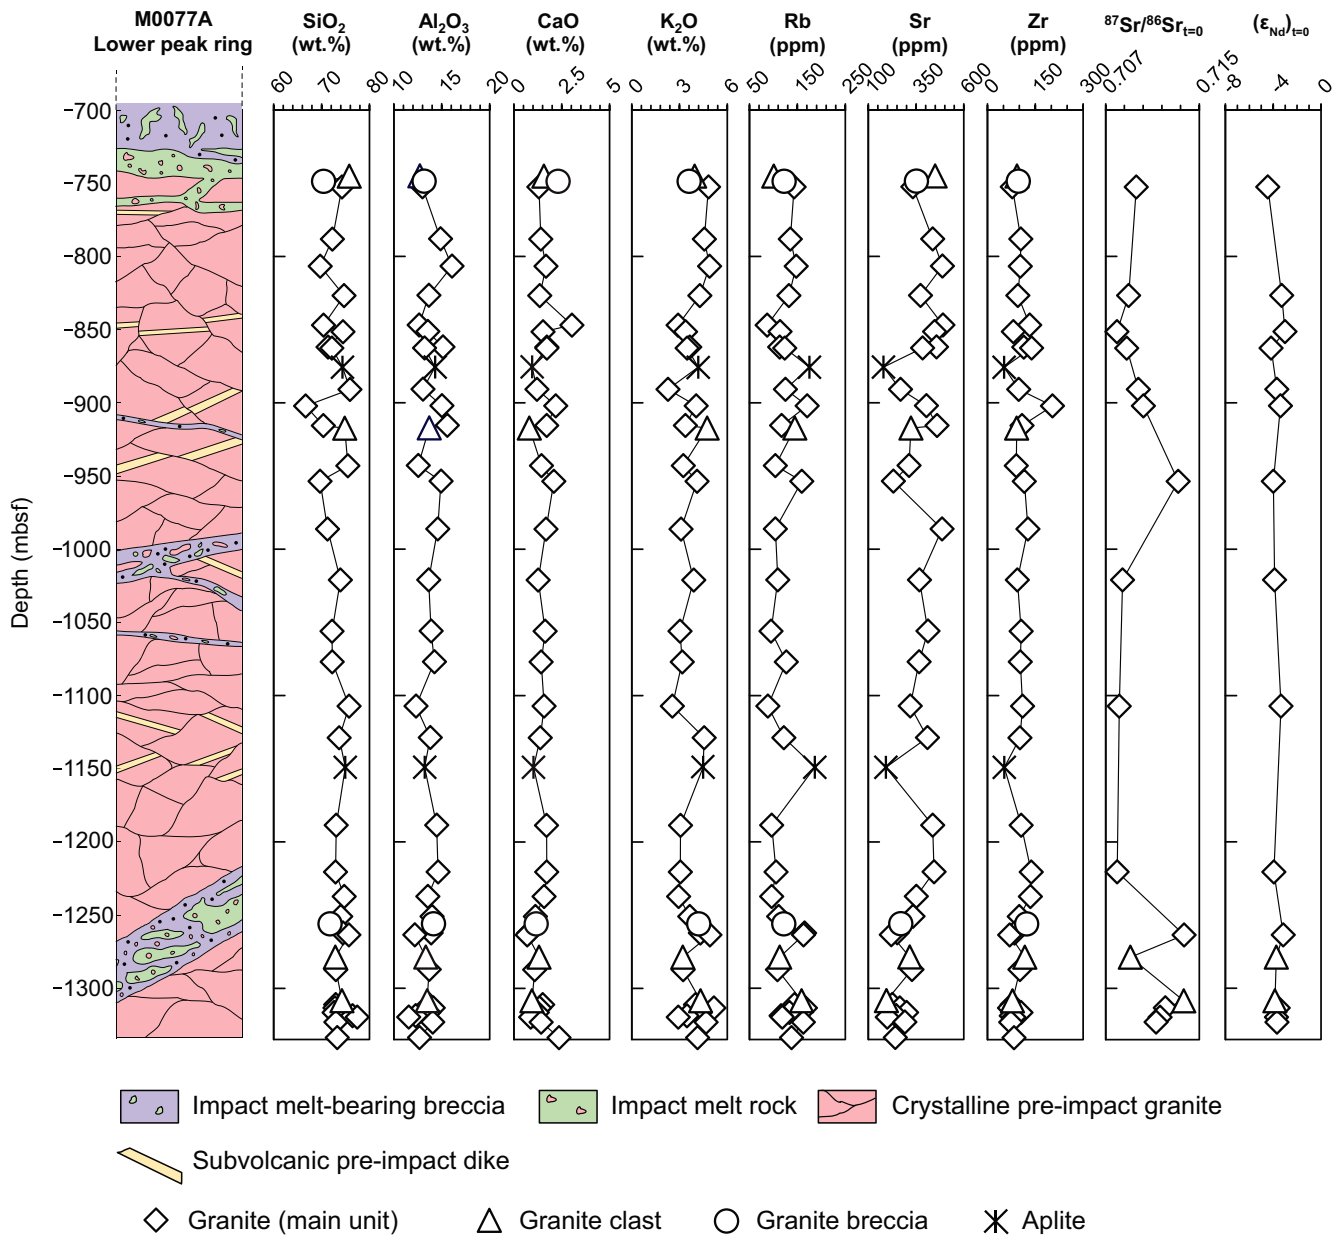 M0077A
Lower peak ring
SiO₂
(wt.%)
Al₂O₃
(wt.%)
CaO
(wt.%)
K₂O
(wt.%)
Rb
(ppm)
Sr
(ppm)
Zr
(ppm)
⁸⁷Sr/⁸⁶Sr t=0
(εNd)t=0
60 70 80
10 15 20
0 2.5 5
0 3 6
50 150 250
100 350 600
0 150 300
0.707 0.715
-8 -4 0
Depth (mbsf)
−700
−750
−800
−850
−900
−950
−1000
−1050
−1100
−1150
−1200
−1250
−1300
Impact melt-bearing breccia
Impact melt rock
Crystalline pre-impact granite
Subvolcanic pre-impact dike
Granite (main unit)
Granite clast
Granite breccia
Aplite